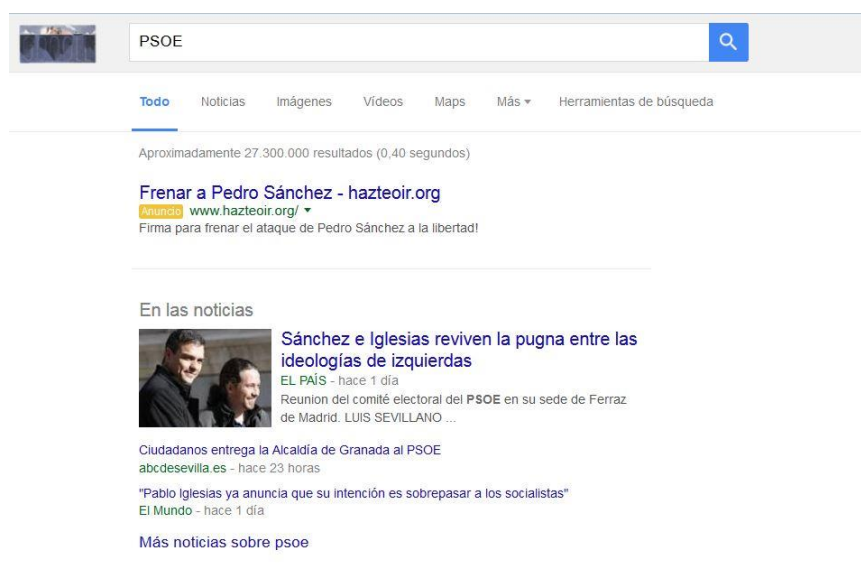 PSOE
Todo Noticias Imágenes Vídeos Maps Más Herramientas de búsqueda
Aproximadamente 27.300.000 resultados (0,40 segundos)
Frenar a Pedro Sánchez - hazteoir.org
Anuncio www.hazteoir.org/
Firma para frenar el ataque de Pedro Sánchez a la libertad!
En las noticias
Sánchez e Iglesias reviven la pugna entre las
ideologías de izquierdas
EL PAÍS - hace 1 día
Reunion del comité electoral del PSOE en su sede de Ferraz
de Madrid. LUIS SEVILLANO ...
Ciudadanos entrega la Alcaldía de Granada al PSOE
abcdesevilla.es - hace 23 horas
"Pablo Iglesias ya anuncia que su intención es sobrepasar a los socialistas"
El Mundo - hace 1 día
Más noticias sobre psoe